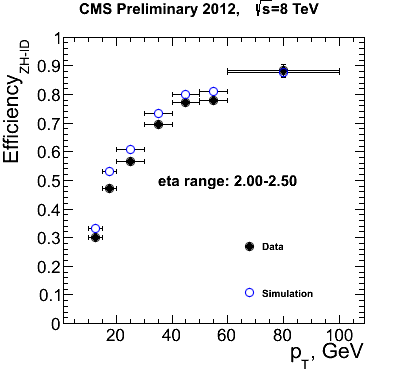 CMS Preliminary 2012, √s=8 TeV
Efficiency ZH-ID
1
0.9
0.8
0.7
0.6
0.5
0.4
0.3
0.2
0.1
0
eta range: 2.00-2.50
Data
Simulation
20 40 60 80 100
p_T, GeV